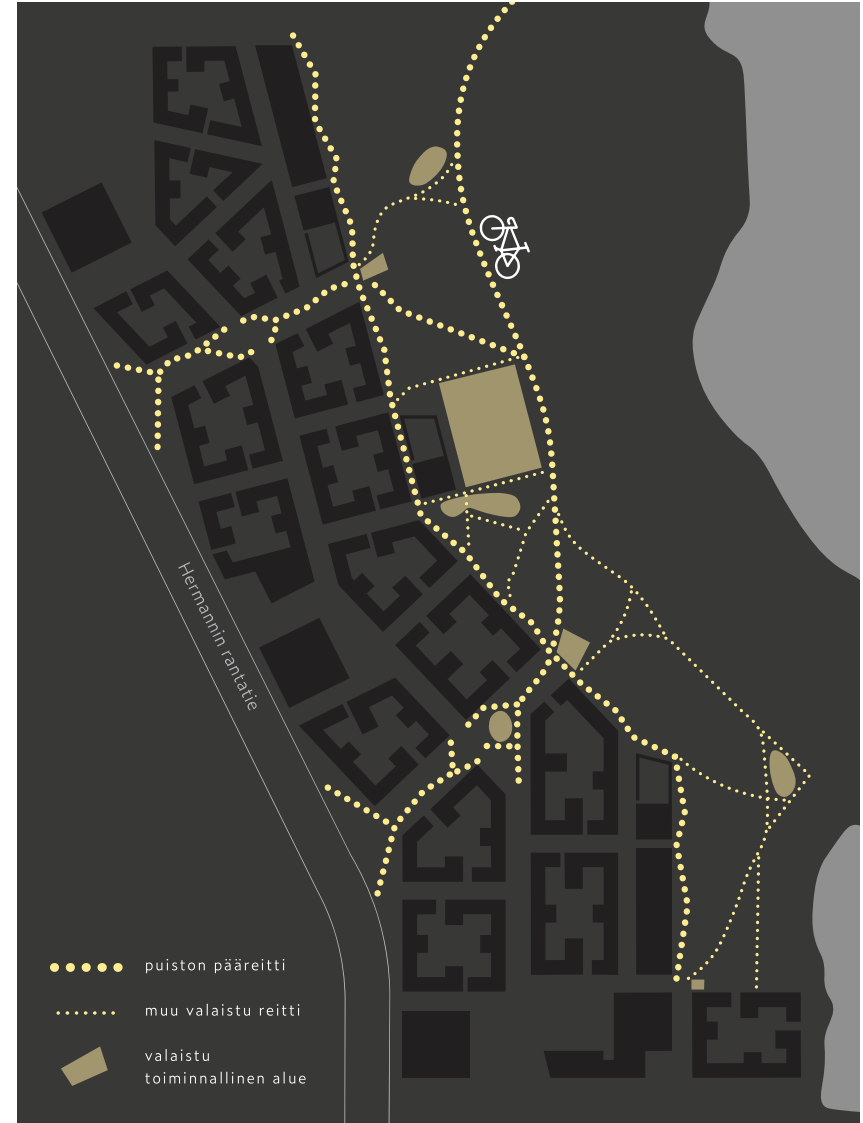 Hermannin rantatie
puiston pääreitti
muu valaistu reitti
valaistu
toiminnallinen alue